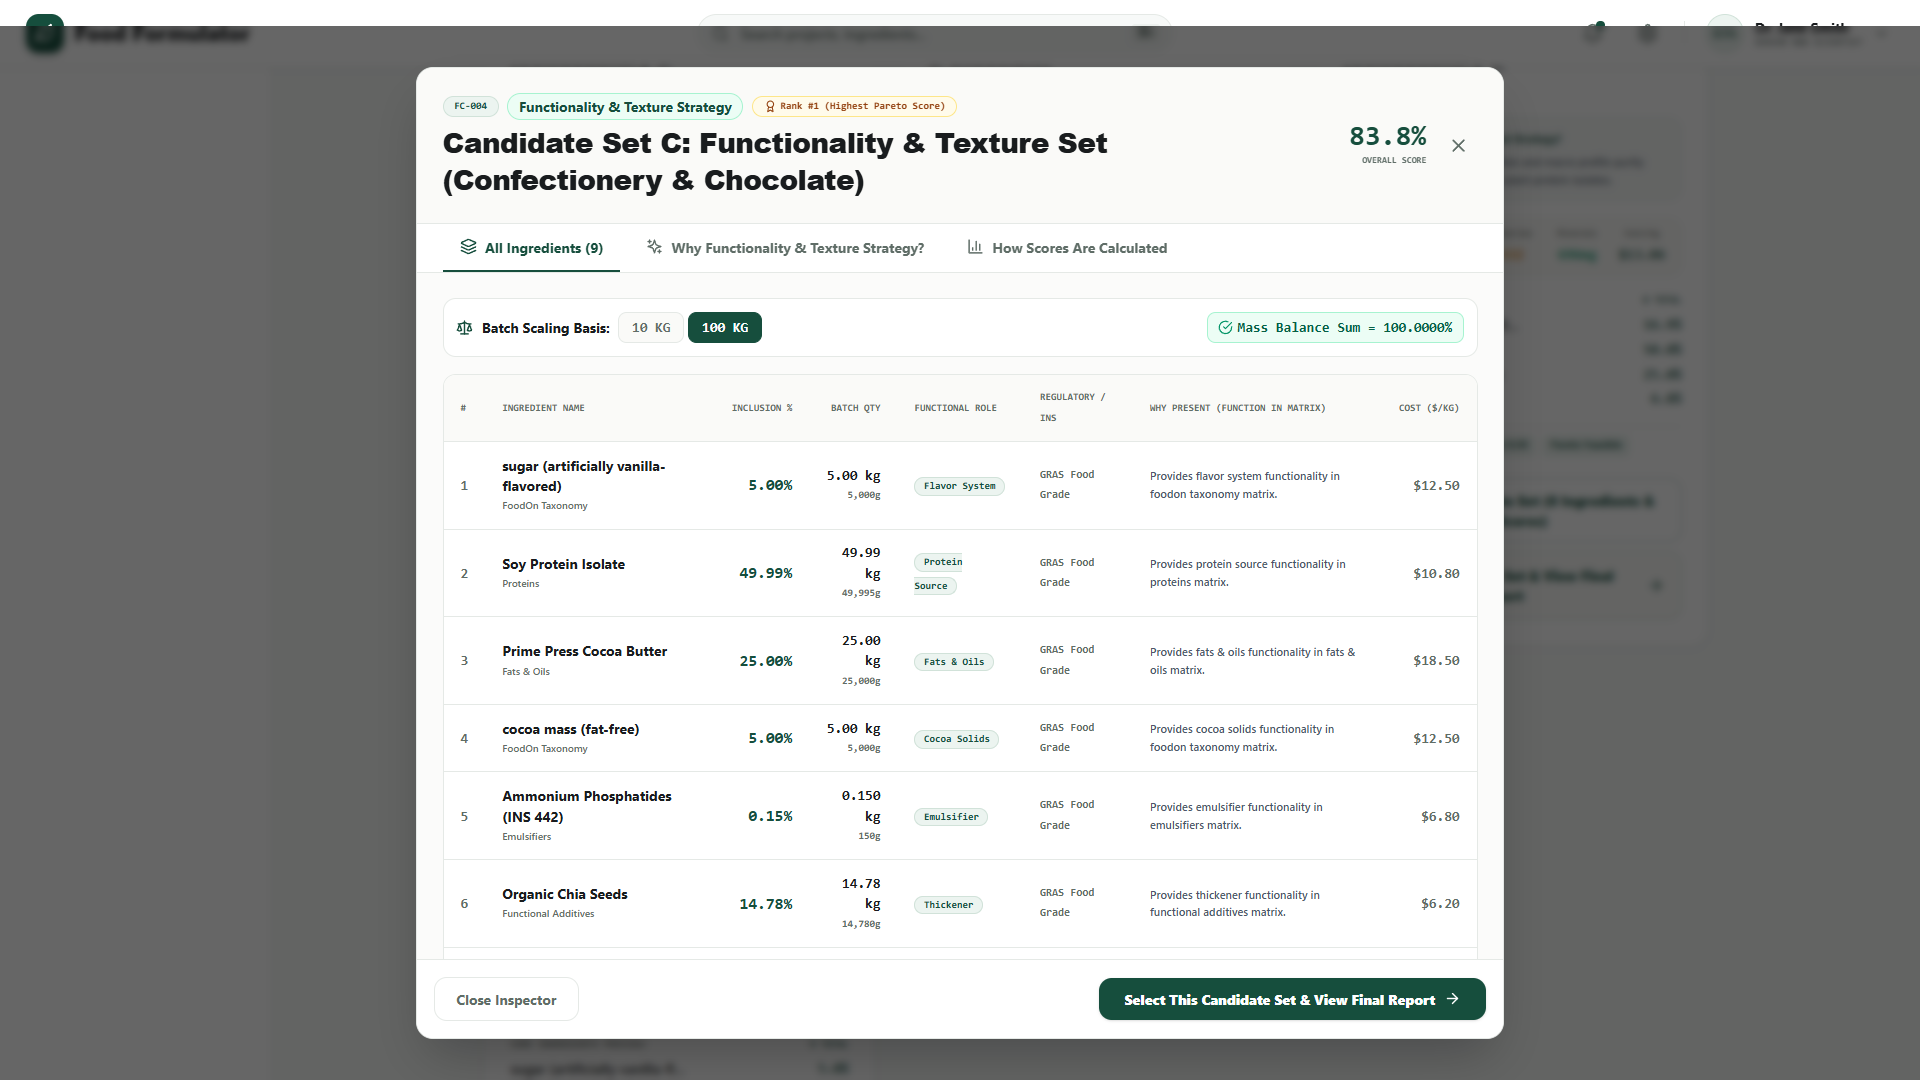 Food Formulator
FC-004
Functionality & Texture Strategy
Rank #1 (Highest Pareto Score)
Candidate Set C: Functionality & Texture Set
(Confectionery & Chocolate)
83.8%
OVERALL SCORE
All Ingredients (9)
Why Functionality & Texture Strategy?
How Scores Are Calculated
Batch Scaling Basis:
10 KG
100 KG
Mass Balance Sum = 100.0000%
# INGREDIENT NAME INCLUSION % BATCH QTY FUNCTIONAL ROLE REGULATORY / INS WHY PRESENT (FUNCTION IN MATRIX) COST ($/KG)
1
sugar (artificially vanilla-
flavored)
FoodOn Taxonomy
5.00%
5.00 kg
5,000g
Flavor System
GRAS Food
Grade
Provides flavor system functionality in
foodon taxonomy matrix.
$12.50
2
Soy Protein Isolate
Proteins
49.99%
49.99
kg
49,995g
Protein
Source
GRAS Food
Grade
Provides protein source functionality in
proteins matrix.
$10.80
3
Prime Press Cocoa Butter
Fats & Oils
25.00%
25.00
kg
25,000g
Fats & Oils
GRAS Food
Grade
Provides fats & oils functionality in fats &
oils matrix.
$18.50
4
cocoa mass (fat-free)
FoodOn Taxonomy
5.00%
5.00 kg
5,000g
Cocoa Solids
GRAS Food
Grade
Provides cocoa solids functionality in
foodon taxonomy matrix.
$12.50
5
Ammonium Phosphatides
(INS 442)
Emulsifiers
0.15%
0.150
kg
150g
Emulsifier
GRAS Food
Grade
Provides emulsifier functionality in
emulsifiers matrix.
$6.80
6
Organic Chia Seeds
Functional Additives
14.78%
14.78
kg
14,780g
Thickener
GRAS Food
Grade
Provides thickener functionality in
functional additives matrix.
$6.20
Close Inspector
Select This Candidate Set & View Final Report